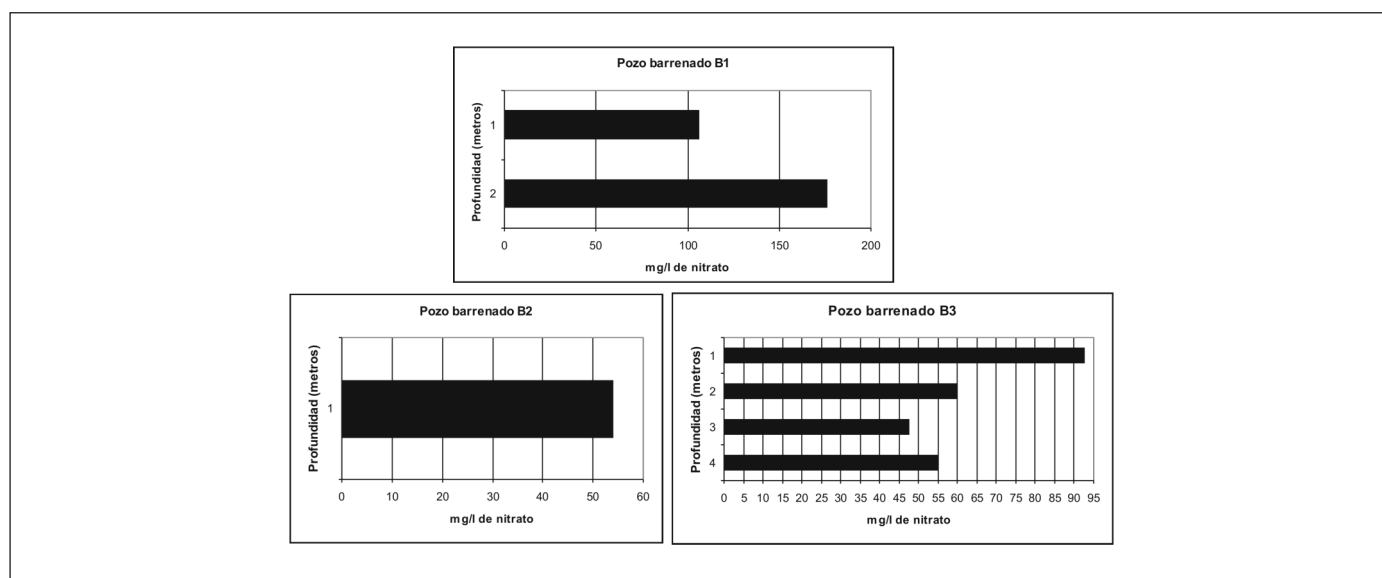 Pozo barrenado B1
Profundidad (metros)
1
2
0 50 100 150 200
mg/l de nitrato
Pozo barrenado B2
Profundidad (metros)
1
0 10 20 30 40 50 60
mg/l de nitrato
Pozo barrenado B3
Profundidad (metros)
1
2
3
4
0 5 10 15 20 25 30 35 40 45 50 55 60 65 70 75 80 85 90 95
mg/l de nitrato